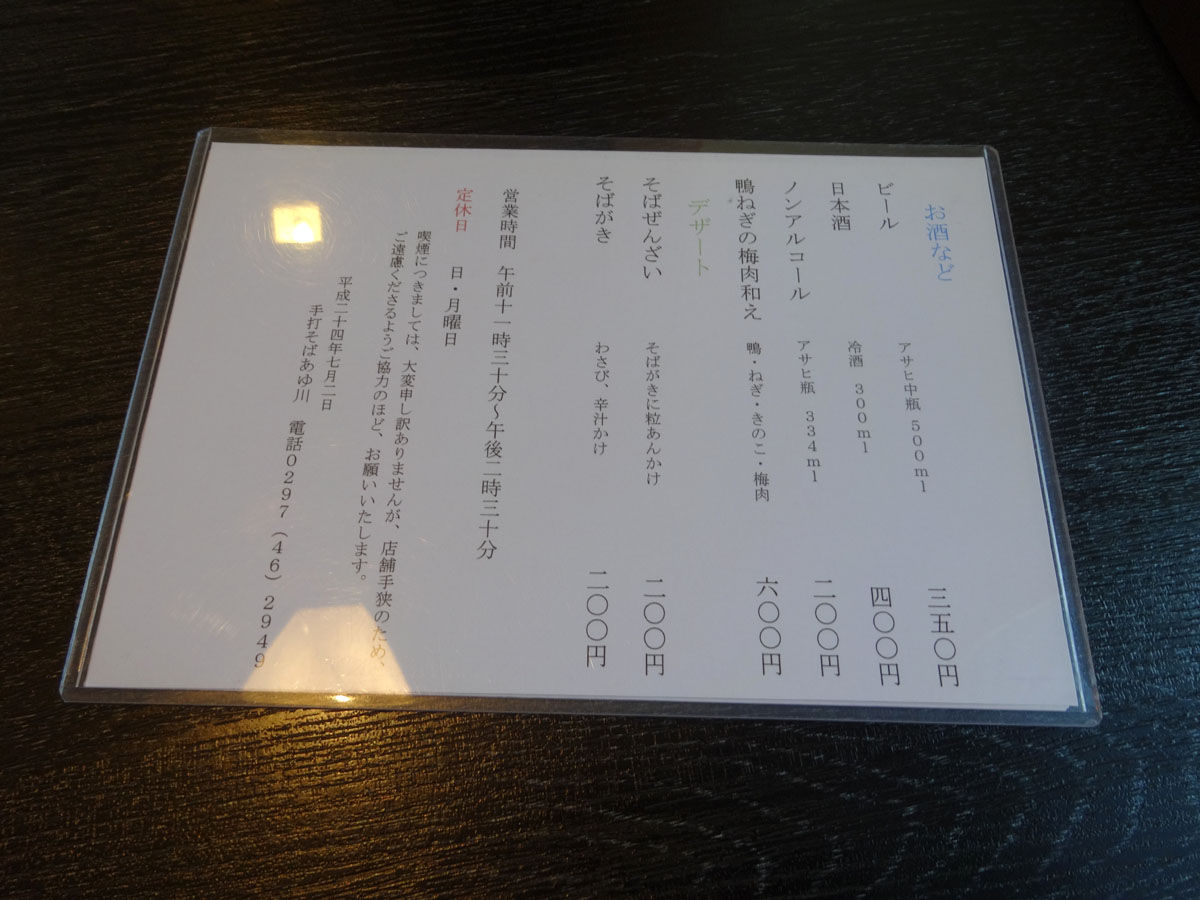 お酒など
ビール　アサヒ中瓶 ５００ｍｌ　三五〇円
日本酒　冷酒　３００ｍｌ　四〇〇円
ノンアルコール　アサヒ瓶　３３４ｍｌ　二〇〇円
鴨ねぎの梅肉和え　鴨・ねぎ・きのこ・梅肉　六〇〇円
デザート
そばぜんざい　そばがきに粒あんかけ　二〇〇円
そばがき　わさび、辛汁かけ　二〇〇円
営業時間　午前十一時三十分～午後二時三十分
定休日　日・月曜日
喫煙につきましては、大変申し訳ありませんが、店舗手狭のため、
ご遠慮くださるようご協力のほど、お願いいたします。
平成二十四年七月二日
手打そばあゆ川　電話０２９７（４６）２９４９